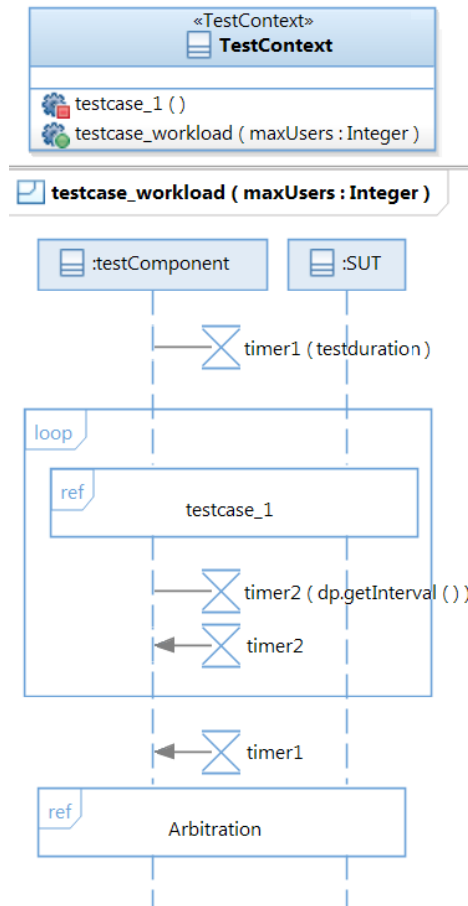 «TestContext»
TestContext
testcase_1 ( )
testcase_workload ( maxUsers : Integer )
testcase_workload ( maxUsers : Integer )
:testComponent
:SUT
timer1 ( testduration )
loop
ref
testcase_1
timer2 ( dp.getInterval ( ) )
timer2
timer1
ref
Arbitration